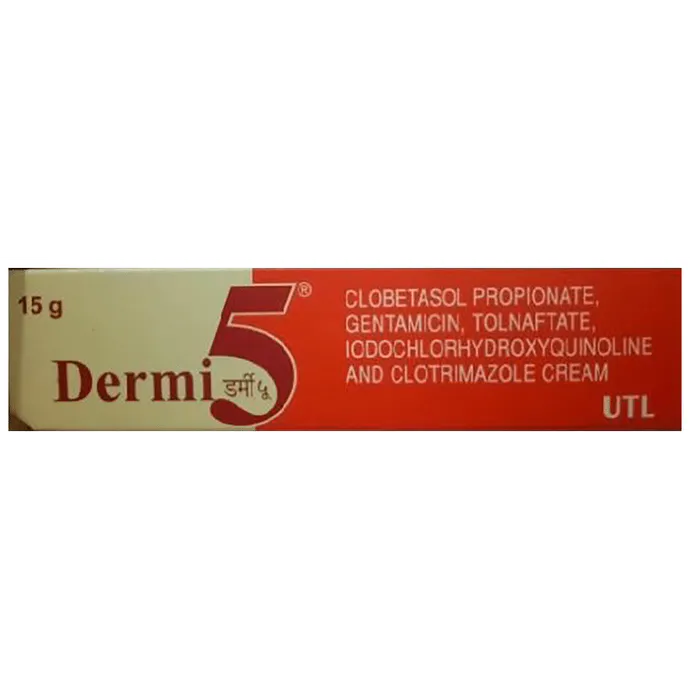 15 g
Dermi 5®
डर्मी ५
CLOBETASOL PROPIONATE,
GENTAMICIN, TOLNAFTATE,
IODOCHLORHYDROXYQUINOLINE
AND CLOTRIMAZOLE CREAM
UTL